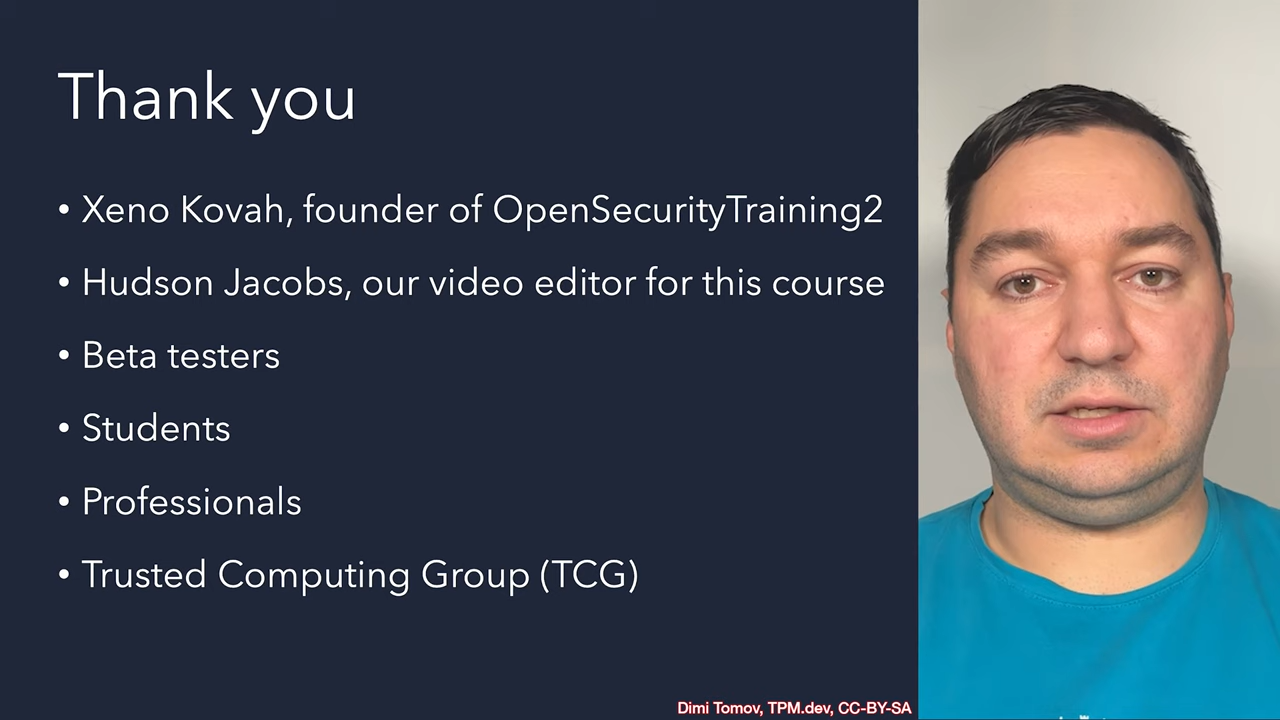 Thank you
• Xeno Kovah, founder of OpenSecurityTraining2
• Hudson Jacobs, our video editor for this course
• Beta testers
• Students
• Professionals
• Trusted Computing Group (TCG)
Dimi Tomov, TPM.dev, CC-BY-SA